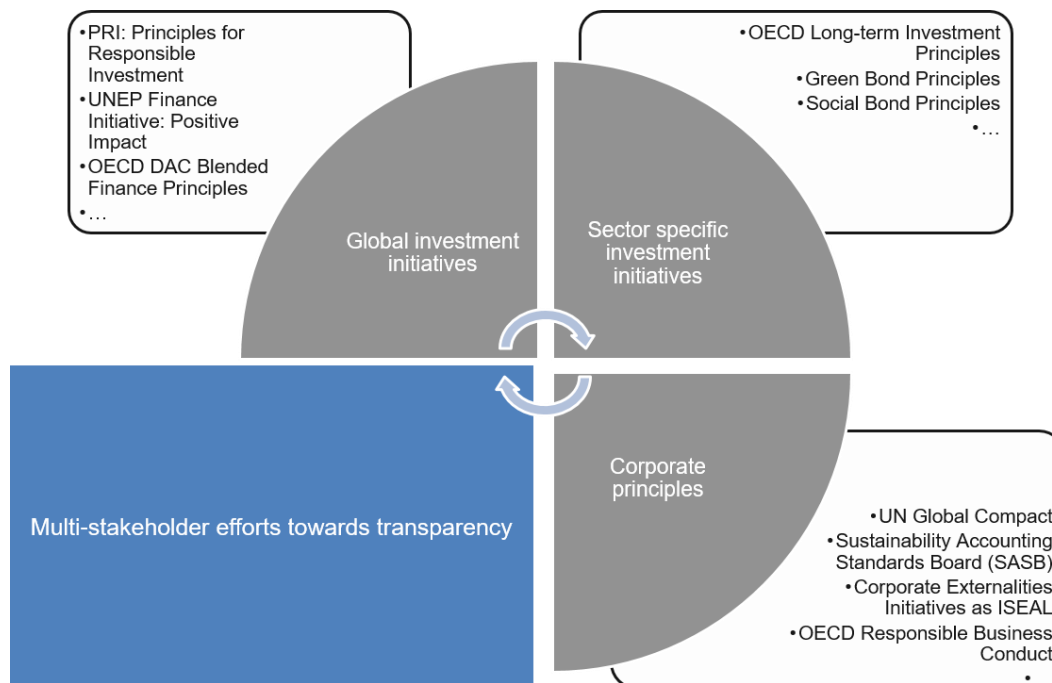 •PRI: Principles for
Responsible
Investment
•UNEP Finance
Initiative: Positive
Impact
•OECD DAC Blended
Finance Principles
•…
•OECD Long-term Investment
Principles
•Green Bond Principles
•Social Bond Principles
•…
Global investment
initiatives
Sector specific
investment
initiatives
Multi-stakeholder efforts towards transparency
Corporate
principles
•UN Global Compact
•Sustainability Accounting
Standards Board (SASB)
•Corporate Externalities
Initiatives as ISEAL
•OECD Responsible Business
Conduct